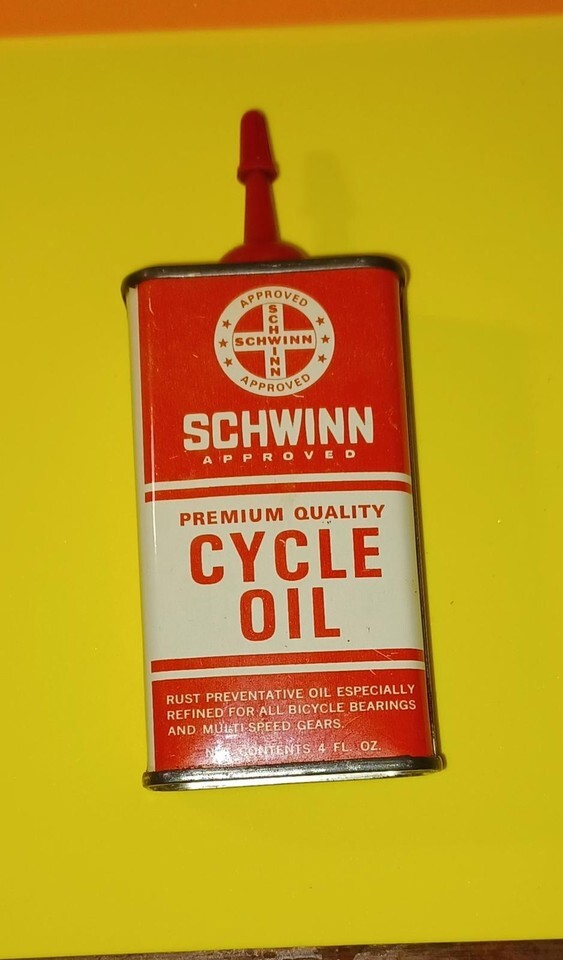 APPROVED
SCHWINN
SCHWINN
APPROVED
SCHWINN
APPROVED
PREMIUM QUALITY
CYCLE
OIL
RUST PREVENTATIVE OIL ESPECIALLY
REFINED FOR ALL BICYCLE BEARINGS
AND MULTI-SPEED GEARS.
NET CONTENTS 4 FL. OZ.